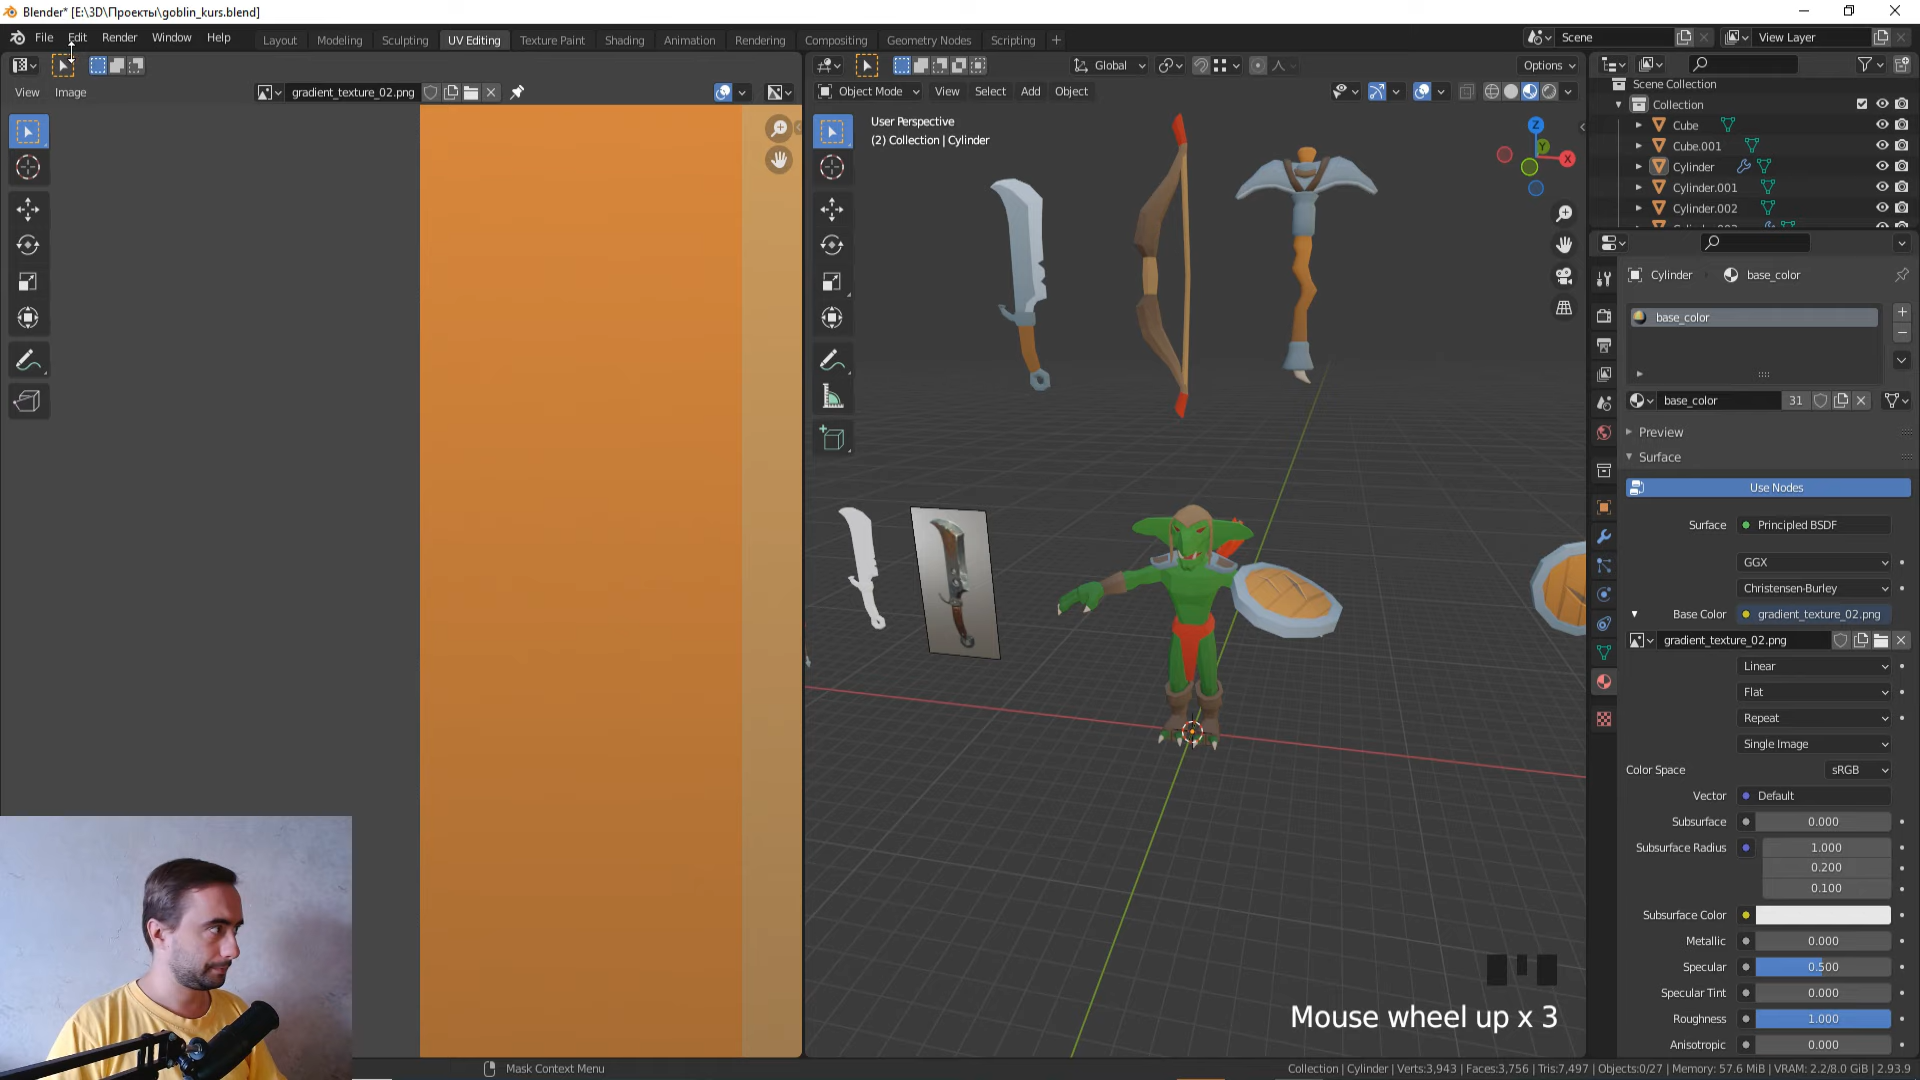 Blender* [E:\3D\Проекты\goblin_kurs.blend]
File Edit Render Window Help
Layout Modeling Sculpting UV Editing Texture Paint Shading Animation Rendering Compositing Geometry Nodes Scripting +
Scene
View Layer
Global
Options
View Image
gradient_texture_02.png
Object Mode View Select Add Object
User Perspective
(2) Collection | Cylinder
Z
Y
X
Scene Collection
Collection
Cube
Cube.001
Cylinder
Cylinder.001
Cylinder.002
Cylinder base_color
base_color
base_color 31
Preview
Surface
Use Nodes
Surface Principled BSDF
GGX
Christensen-Burley
Base Color gradient_texture_02.png
gradient_texture_02.png
Linear
Flat
Repeat
Single Image
Color Space sRGB
Vector Default
Subsurface 0.000
Subsurface Radius 1.000
0.200
0.100
Subsurface Color
Metallic 0.000
Specular 0.500
Specular Tint 0.000
Roughness 1.000
Anisotropic 0.000
Mouse wheel up x 3
Mask Context Menu
Collection | Cylinder | Verts:3,943 | Faces:3,756 | Tris:7,497 | Objects:0/27 | Memory: 57.6 MiB | VRAM: 2.2/8.0 GiB | 2.93.9